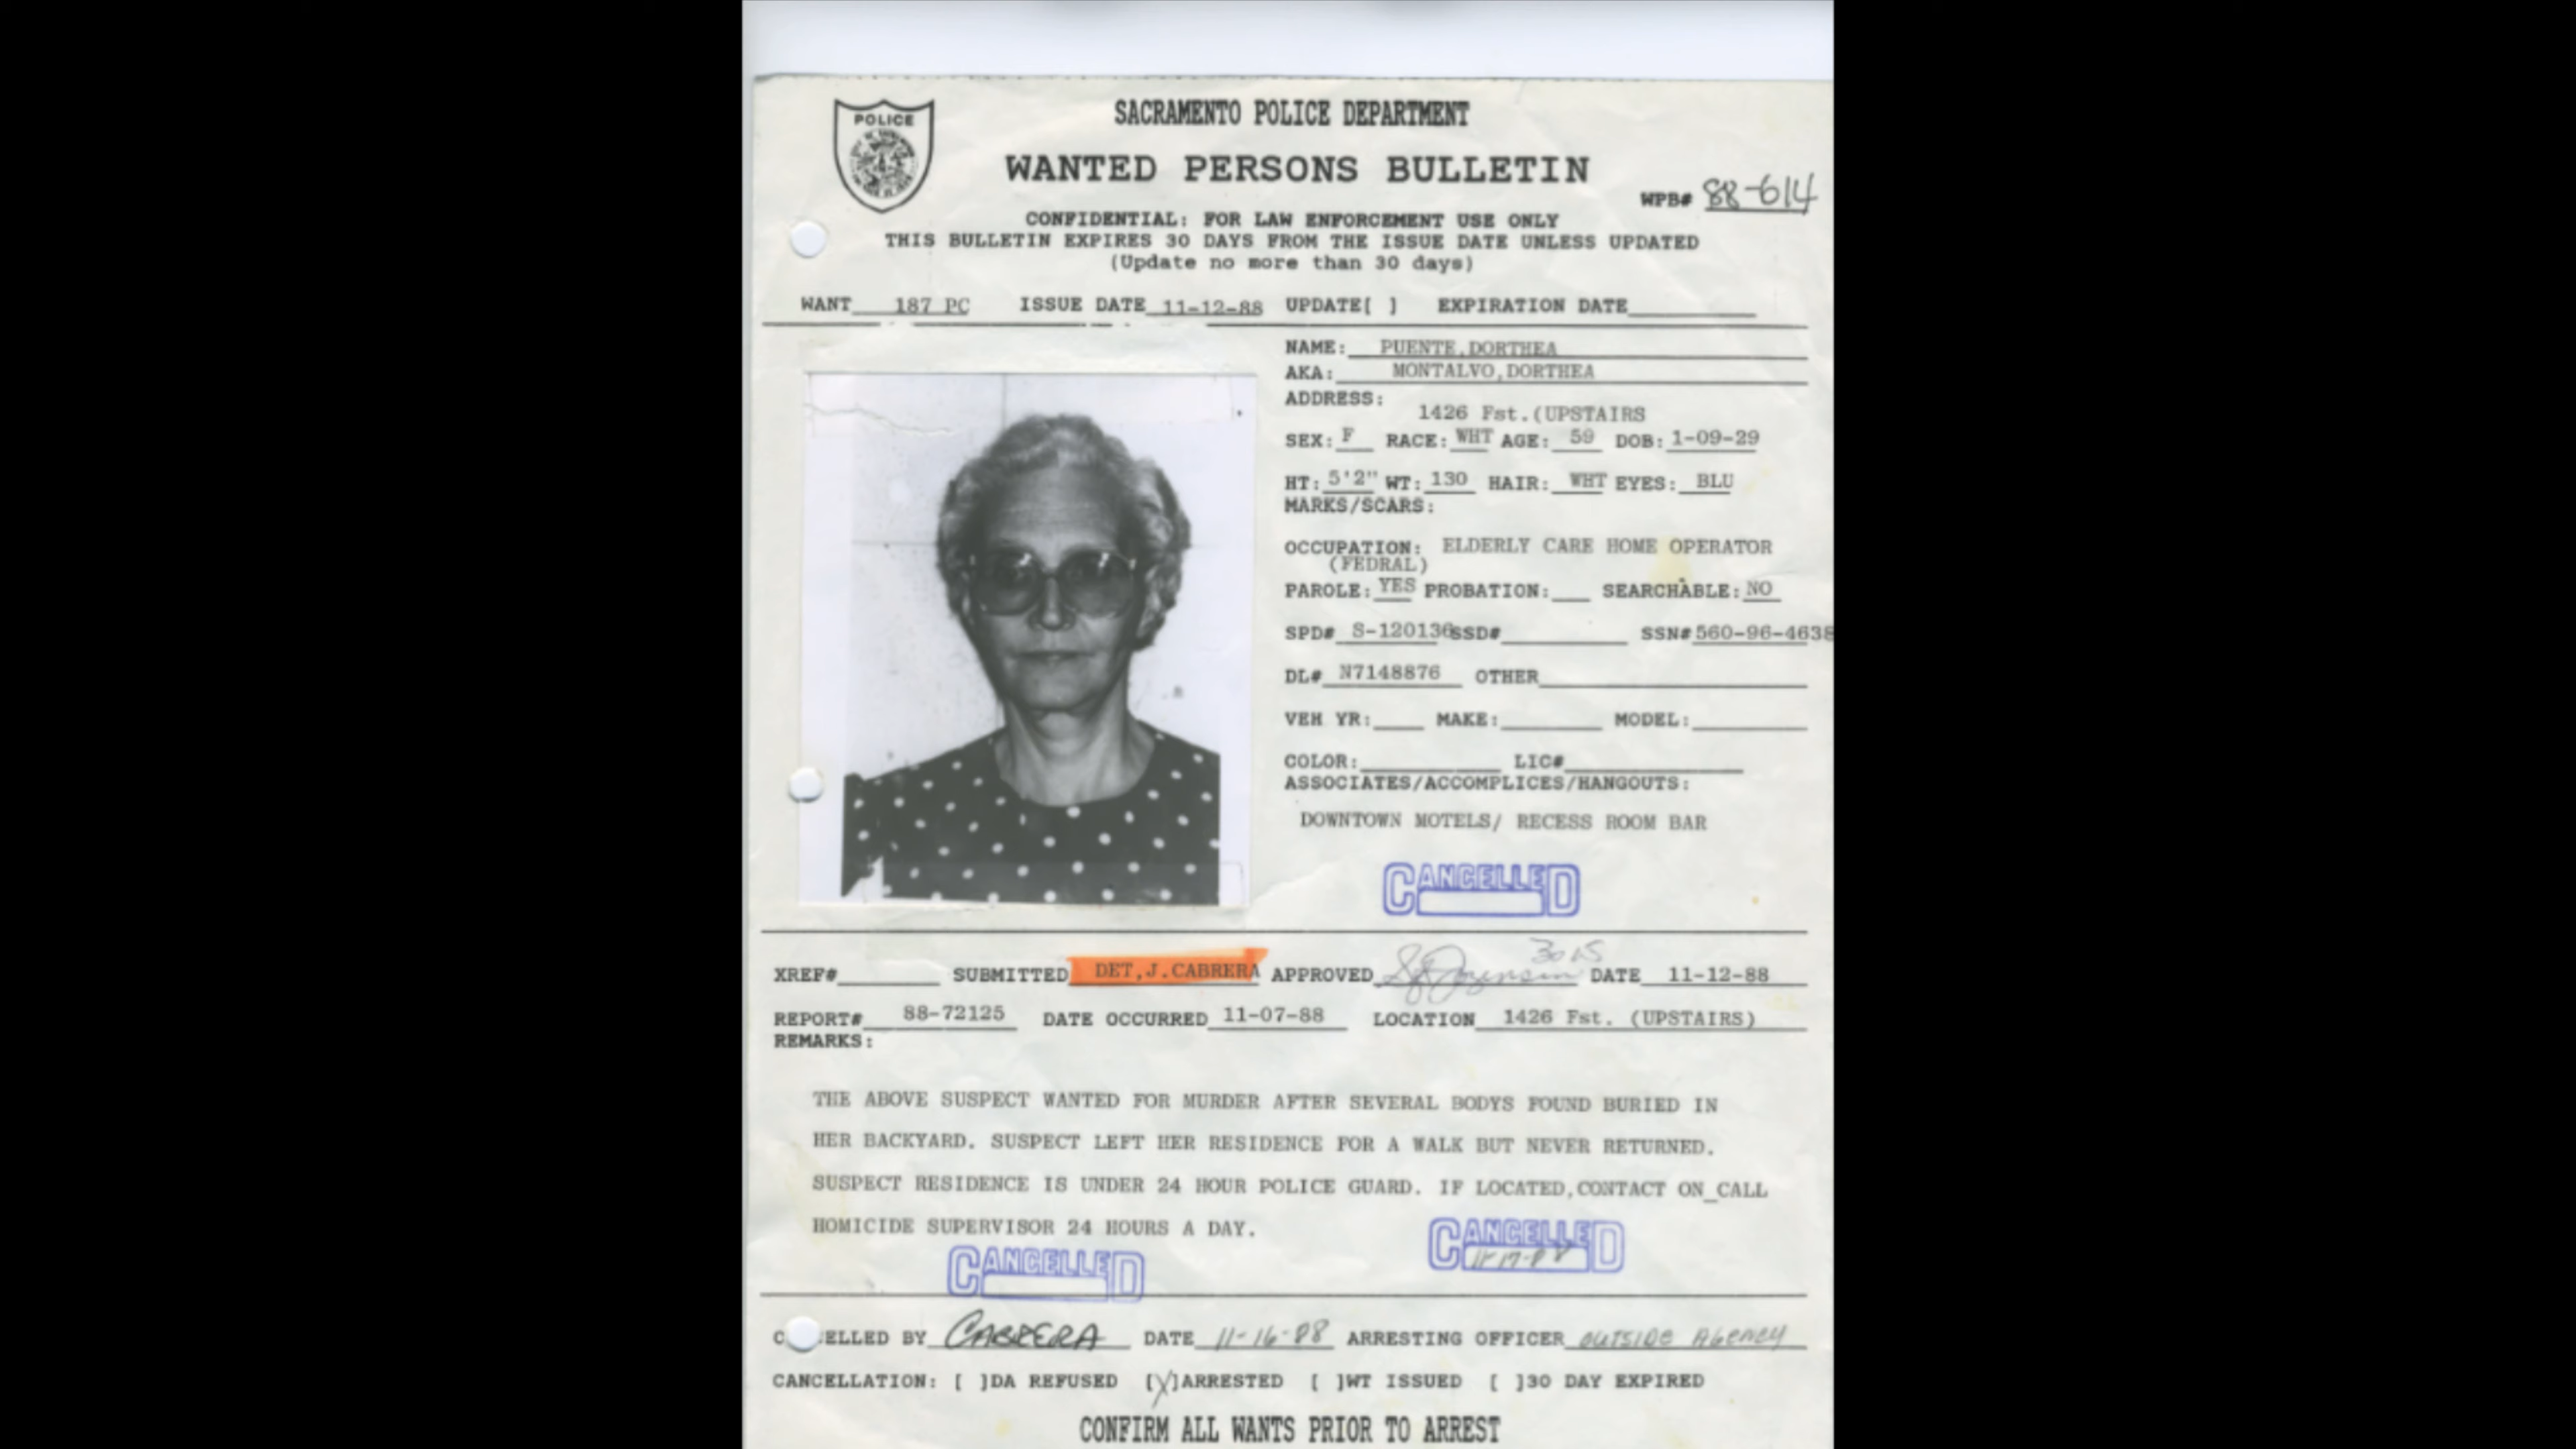 POLICE
SACRAMENTO POLICE DEPARTMENT
WANTED PERSONS BULLETIN
WPB# 88-614
CONFIDENTIAL: FOR LAW ENFORCEMENT USE ONLY
THIS BULLETIN EXPIRES 30 DAYS FROM THE ISSUE DATE UNLESS UPDATED
(Update no more than 30 days)
WANT 187 PC ISSUE DATE 11-12-88 UPDATE[ ] EXPIRATION DATE
NAME: PUENTE,DORTHEA
AKA: MONTALVO,DORTHEA
ADDRESS:
1426 Fst.(UPSTAIRS
SEX: F RACE: WHT AGE: 59 DOB: 1-09-29
HT: 5'2" WT: 130 HAIR: WHT EYES: BLU
MARKS/SCARS:
OCCUPATION: ELDERLY CARE HOME OPERATOR
(FEDRAL)
PAROLE: YES PROBATION: SEARCHABLE: NO
SPD# S-120136 SSD# SSN# 560-96-4638
DL# N7148876 OTHER
VEH YR: MAKE: MODEL:
COLOR: LIC#
ASSOCIATES/ACCOMPLICES/HANGOUTS:
DOWNTOWN MOTELS/ RECESS ROOM BAR
CANCELLED
3015
XREF# SUBMITTED DET,J.CABRERA APPROVED DATE 11-12-88
REPORT# 88-72125 DATE OCCURRED 11-07-88 LOCATION 1426 Fst. (UPSTAIRS)
REMARKS:
THE ABOVE SUSPECT WANTED FOR MURDER AFTER SEVERAL BODYS FOUND BURIED IN
HER BACKYARD. SUSPECT LEFT HER RESIDENCE FOR A WALK BUT NEVER RETURNED.
SUSPECT RESIDENCE IS UNDER 24 HOUR POLICE GUARD. IF LOCATED,CONTACT ON_CALL
HOMICIDE SUPERVISOR 24 HOURS A DAY.
CANCELLED
11-17-88
CANCELLED
C ELLED BY CABRERA DATE 11-16-88 ARRESTING OFFICER OUTSIDE AGENCY
CANCELLATION: [ ]DA REFUSED [X]ARRESTED [ ]WT ISSUED [ ]30 DAY EXPIRED
CONFIRM ALL WANTS PRIOR TO ARREST